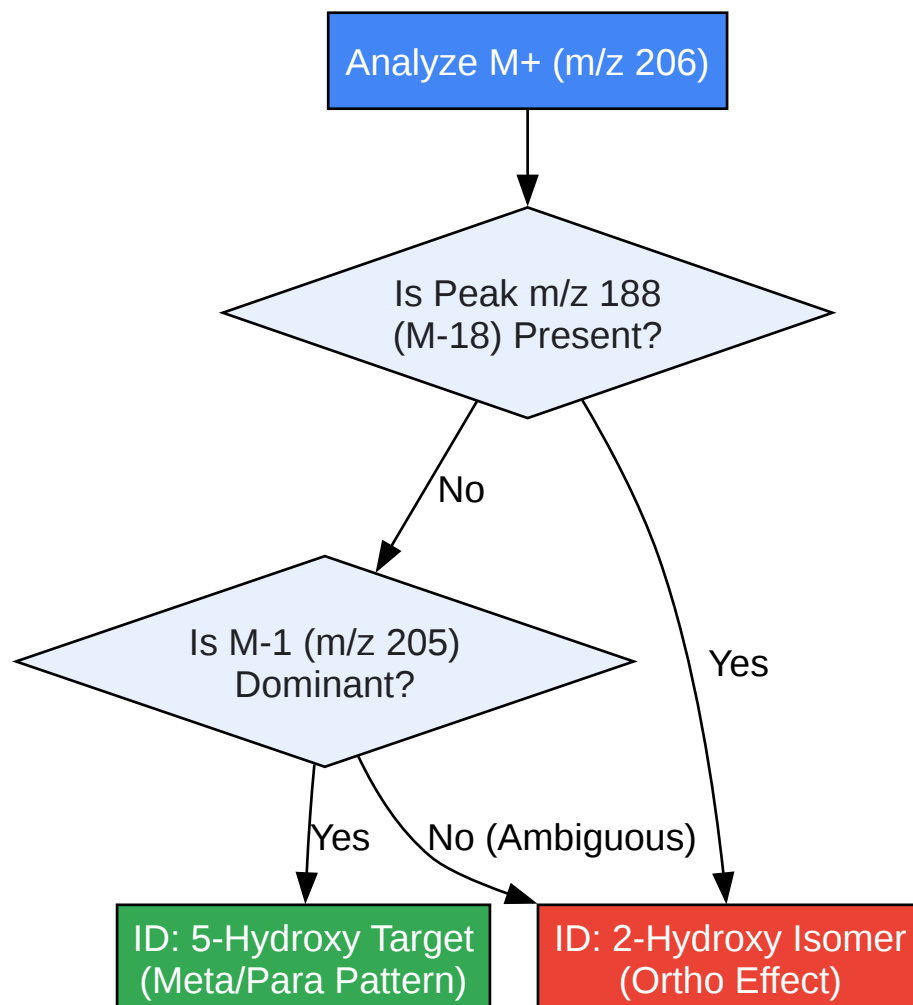 Analyze M+ (m/z 206)
Is Peak m/z 188
(M-18) Present?
No
Is M-1 (m/z 205)
Dominant?
Yes
Yes
No (Ambiguous)
ID: 5-Hydroxy Target
(Meta/Para Pattern)
ID: 2-Hydroxy Isomer
(Ortho Effect)